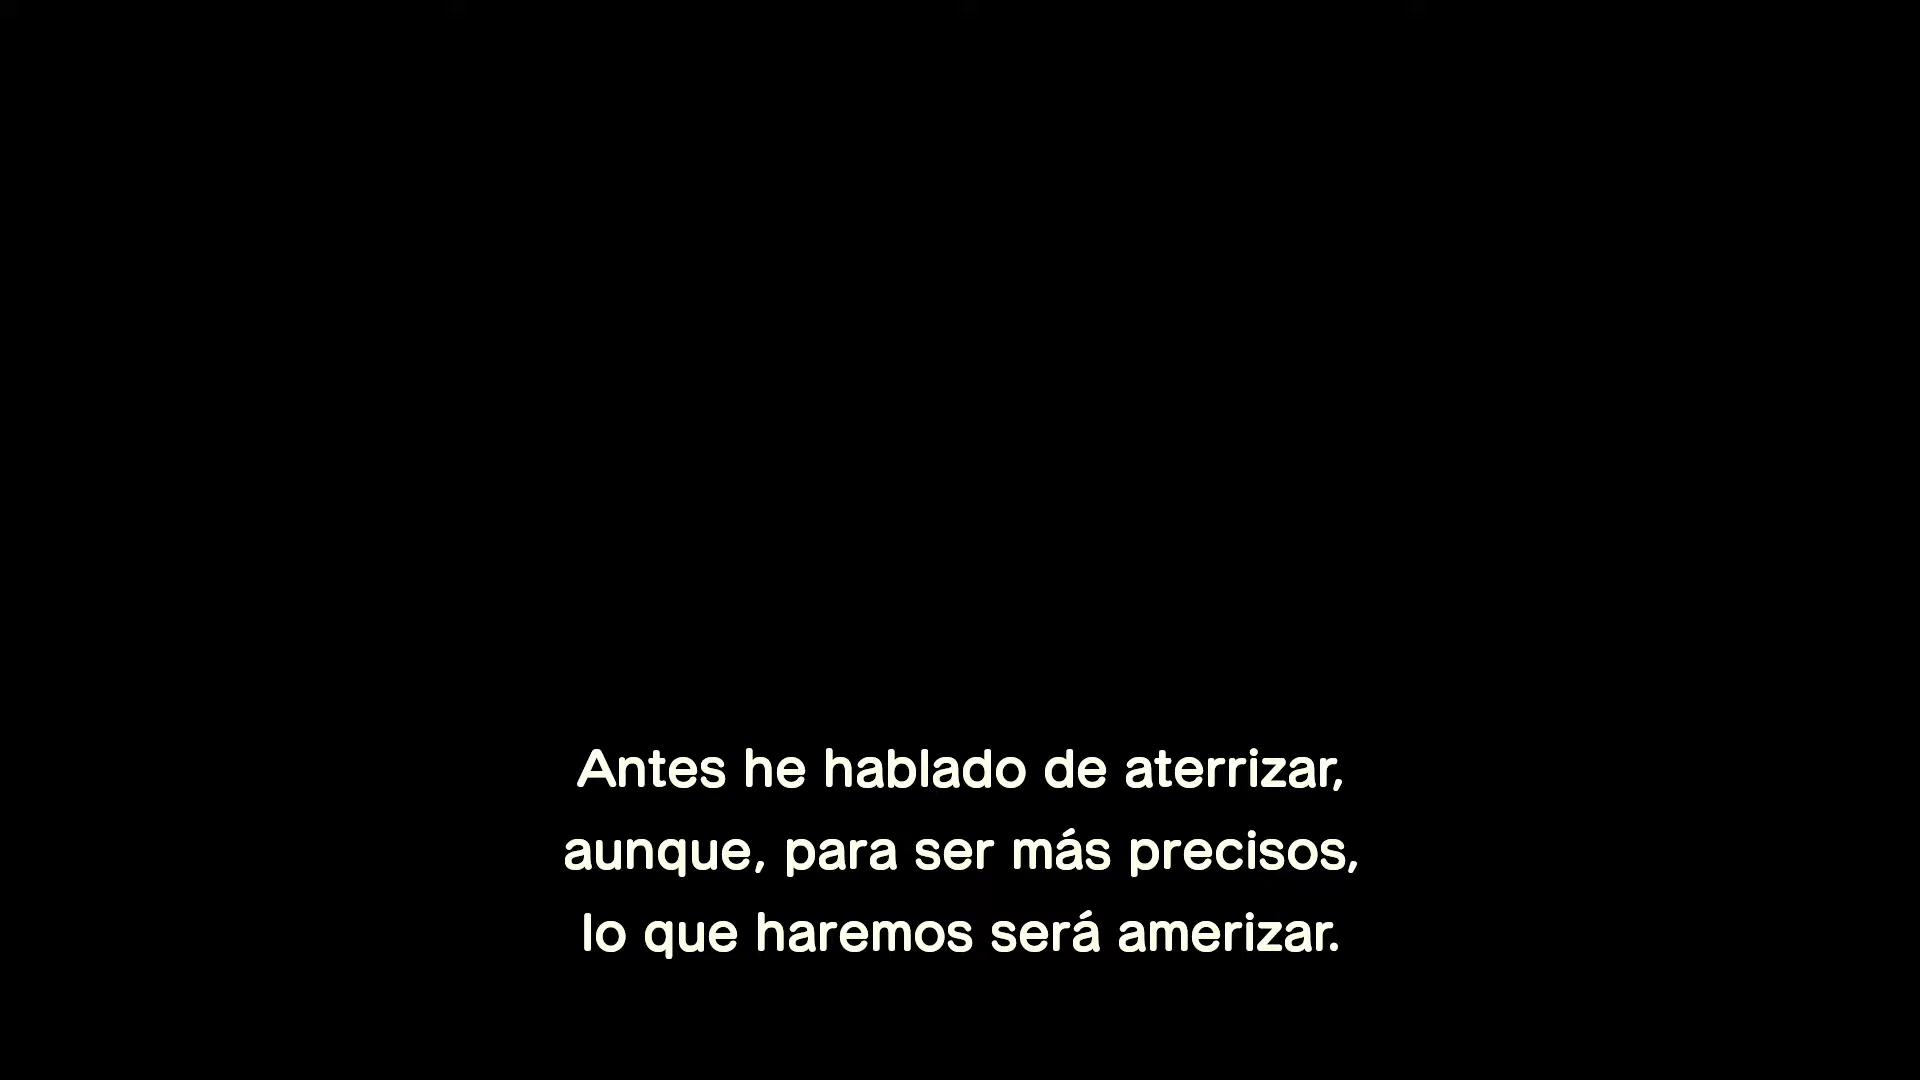 Antes he hablado de aterrizar,
aunque, para ser más precisos,
lo que haremos será amerizar.